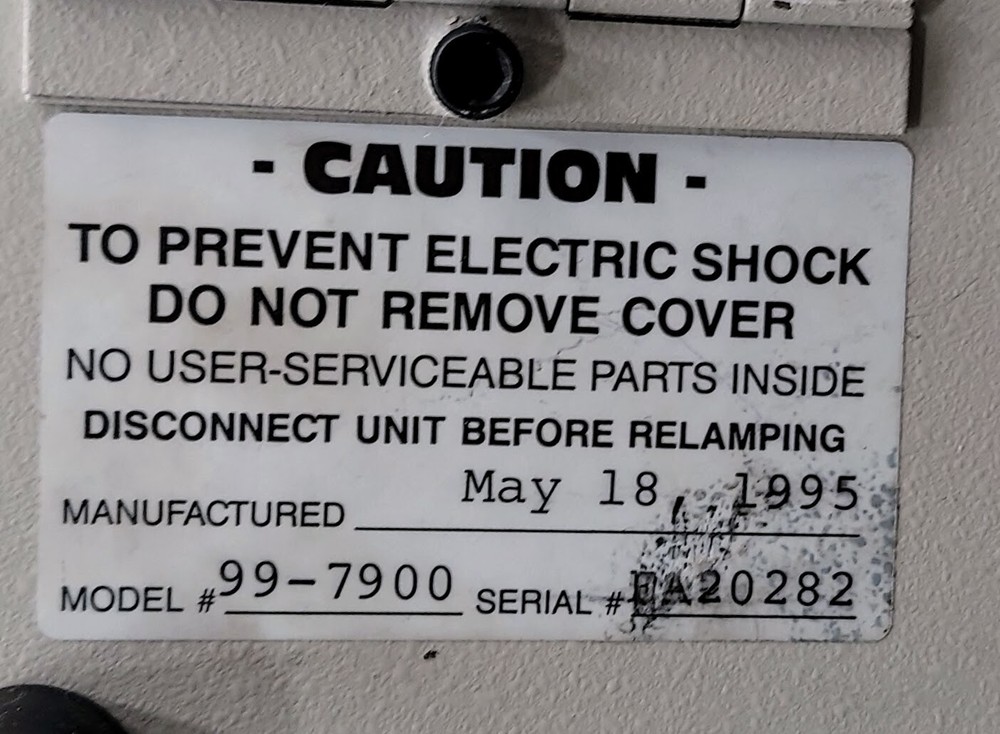 - CAUTION -
TO PREVENT ELECTRIC SHOCK
DO NOT REMOVE COVER
NO USER-SERVICEABLE PARTS INSIDE
DISCONNECT UNIT BEFORE RELAMPING
MANUFACTURED May 18, 1995
MODEL # 99-7900 SERIAL # EA20282